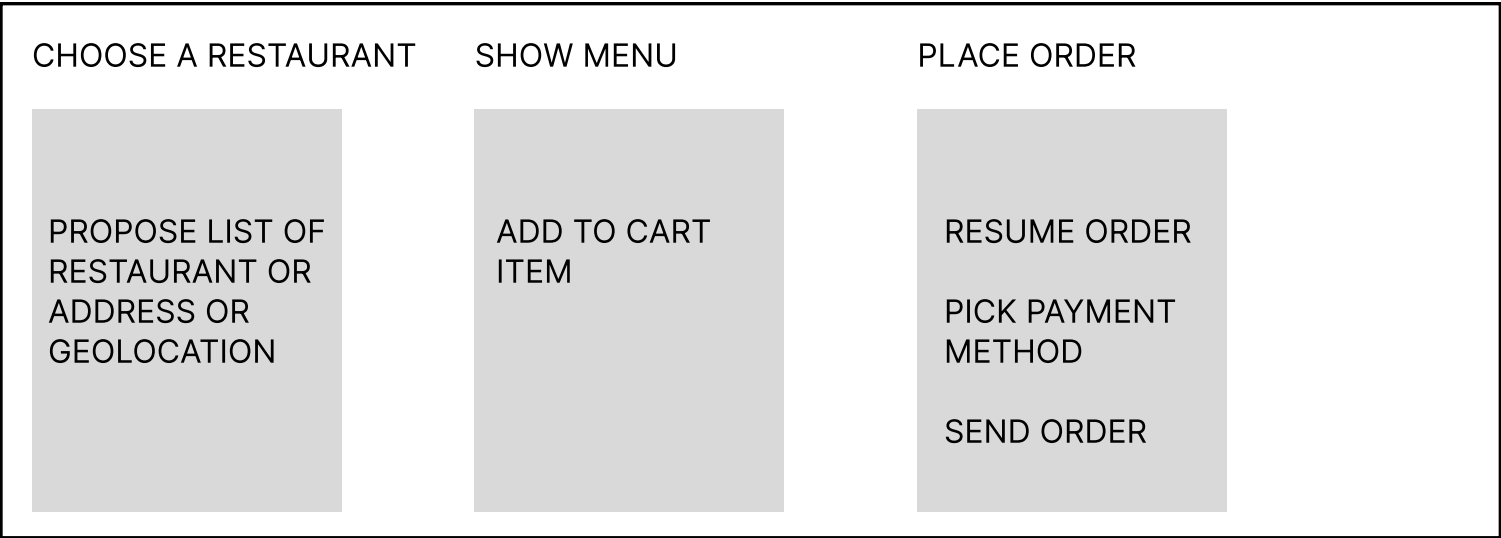 CHOOSE A RESTAURANT
PROPOSE LIST OF
RESTAURANT OR
ADDRESS OR
GEOLOCATION
SHOW MENU
ADD TO CART
ITEM
PLACE ORDER
RESUME ORDER
PICK PAYMENT
METHOD
SEND ORDER